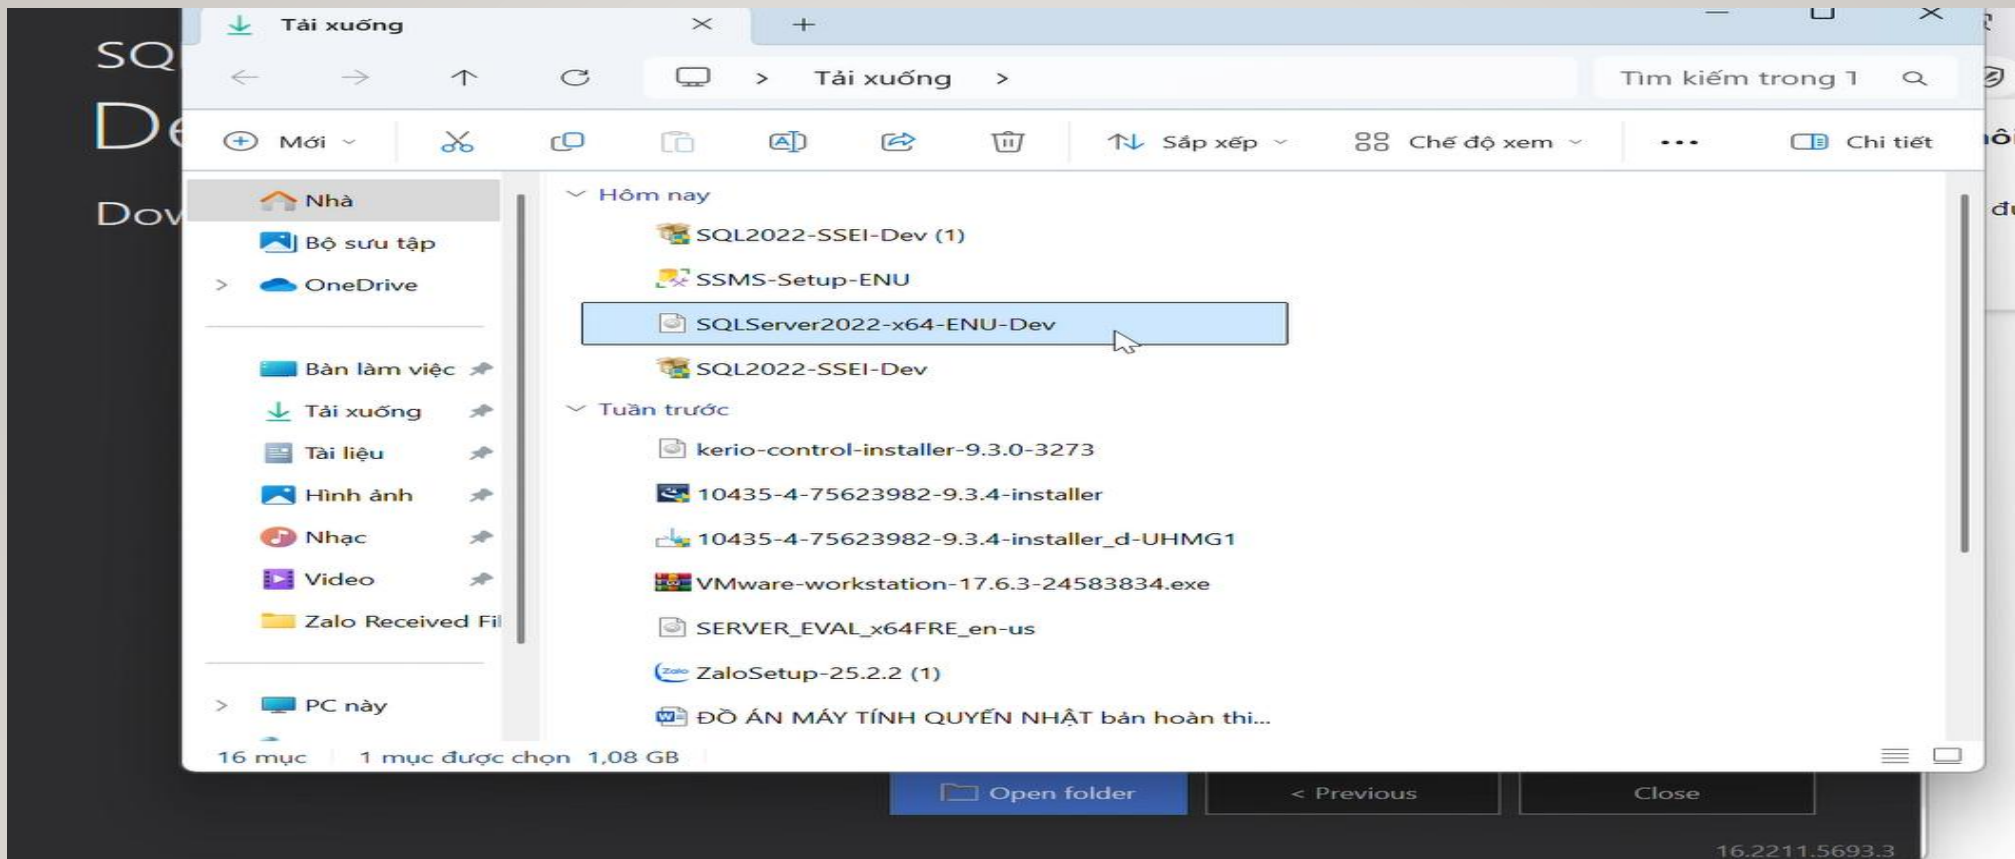 SQ
Tải xuống
Tải xuống
Tìm kiếm trong T
De
Mới
Sắp xếp
Chế độ xem
Chi tiết
Dov
Nhà
Bộ sưu tập
OneDrive
Bàn làm việc
Tải xuống
Tài liệu
Hình ảnh
Nhạc
Video
Zalo Received Fil
PC này
Hôm nay
SQL2022-SSEI-Dev (1)
SSMS-Setup-ENU
SQLServer2022-x64-ENU-Dev
SQL2022-SSEI-Dev
Tuần trước
kerio-control-installer-9.3.0-3273
10435-4-75623982-9.3.4-installer
10435-4-75623982-9.3.4-installer_d-UHMG1
VMware-workstation-17.6.3-24583834.exe
SERVER_EVAL_x64FRE_en-us
ZaloSetup-25.2.2 (1)
ĐỒ ÁN MÁY TÍNH QUYẾN NHẬT bản hoàn thi...
16 mục
1 mục được chọn 1,08 GB
Open folder
< Previous
Close
16.2211.5693.3